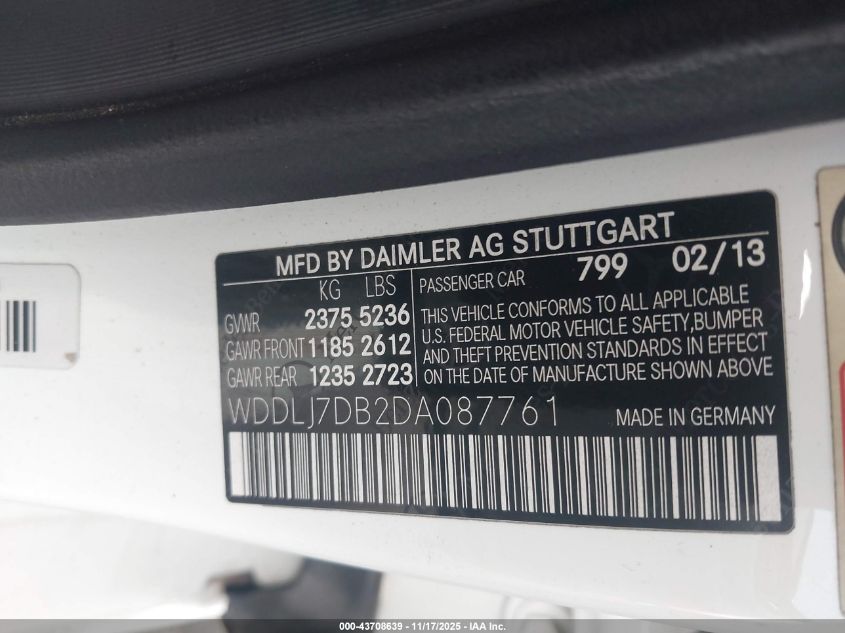 MFD BY DAIMLER AG STUTTGART
KG LBS
GVWR 2375 5236
GAWR FRONT 1185 2612
GAWR REAR 1235 2723
PASSENGER CAR 799 02/13
THIS VEHICLE CONFORMS TO ALL APPLICABLE
U.S. FEDERAL MOTOR VEHICLE SAFETY,BUMPER
AND THEFT PREVENTION STANDARDS IN EFFECT
ON THE DATE OF MANUFACTURE SHOWN ABOVE
WDDLJ7DB2DA087761
MADE IN GERMANY
000-43708639 - 11/17/2025 - IAA Inc.